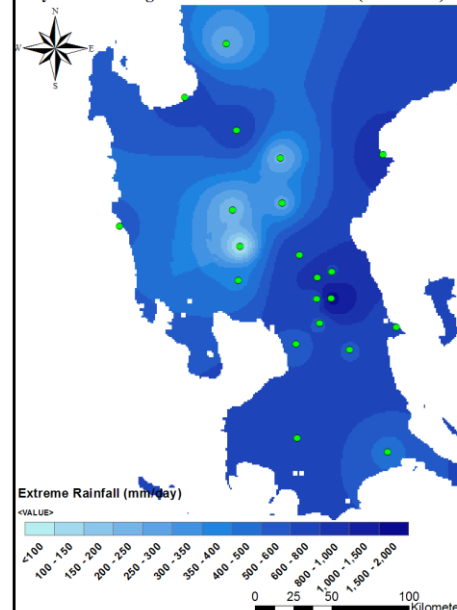 N
W E
S
Extreme Rainfall (mm/day)
<VALUE>
<100
100 - 150
150 - 200
200 - 250
250 - 300
300 - 350
350 - 400
400 - 500
500 - 600
600 - 800
800 - 1,000
1,000 - 1,500
1,500 - 2,000
0 25 50 100